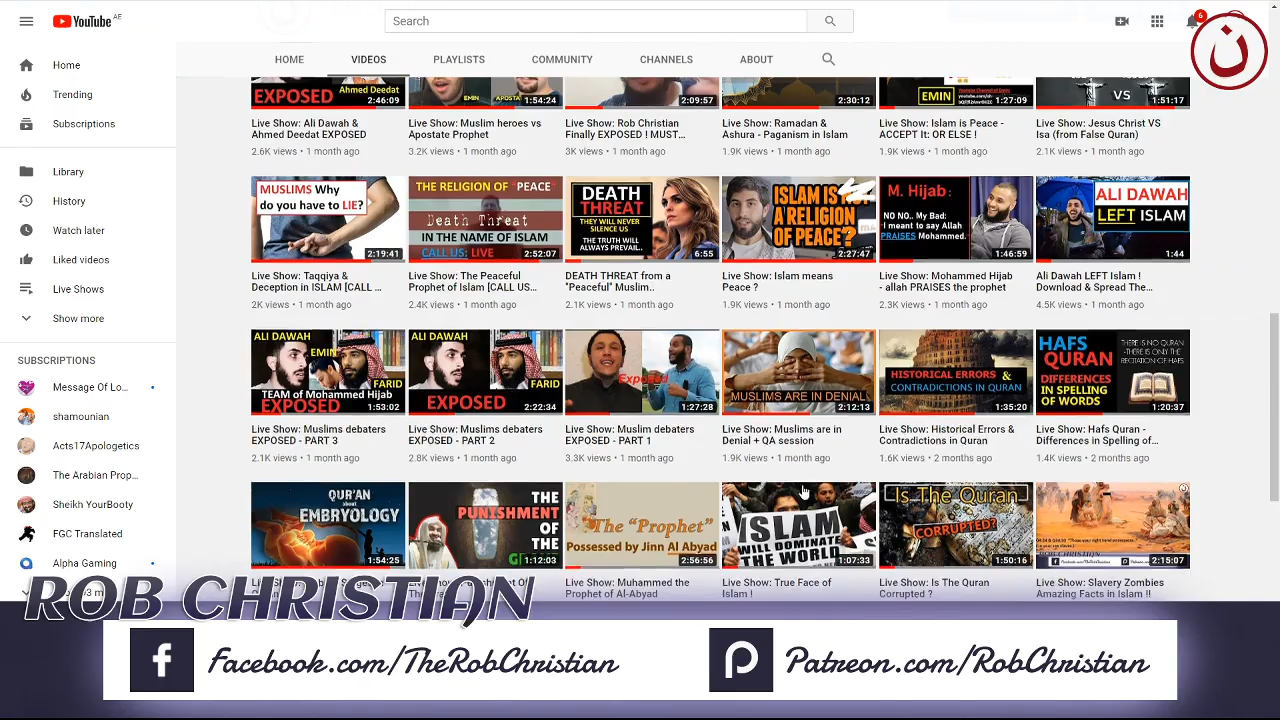 YouTube AE
Search
6
ن
Home
Trending
Subscriptions
Library
History
Watch later
Liked videos
Live Shows
Show more
SUBSCRIPTIONS
Message Of Lo...
shamounian
Acts17Apologetics
The Arabian Prop...
Sheikh YourBooty
FGC Translated
Alpha Gaming
HOME VIDEOS PLAYLISTS COMMUNITY CHANNELS ABOUT
Ahmed Deedat
EXPOSED
2:46:09
EMIN
1:54:24
2:09:57
2:30:12
EMIN
1:27:09
VS
1:51:17
Live Show: Ali Dawah &
Ahmed Deedat EXPOSED
2.6K views • 1 month ago
Live Show: Muslim heroes vs
Apostate Prophet
3.2K views • 1 month ago
Live Show: Rob Christian
Finally EXPOSED ! MUST...
3K views • 1 month ago
Live Show: Ramadan &
Ashura - Paganism in Islam
1.9K views • 1 month ago
Live Show: Islam is Peace -
ACCEPT It: OR ELSE !
1.9K views • 1 month ago
Live Show: Jesus Christ VS
Isa (from False Quran)
2.1K views • 1 month ago
MUSLIMS Why
do you have to LIE?
2:19:41
THE RELIGION OF "PEACE"
Death Threat
IN THE NAME OF ISLAM
CALL US: LIVE
2:52:07
DEATH
THREAT
THEY WILL NEVER
SILENCE US
THE TRUTH WILL
ALWAYS PREVAIL..
6:55
ISLAM IS
A RELIGION
OF PEACE?
2:27:47
M. Hijab:
NO NO.. My Bad:
I meant to say Allah
PRAISES Mohammed.
1:46:59
ALI DAWAH
LEFT ISLAM
1:44
Live Show: Taqqiya &
Deception in ISLAM [CALL ...
2K views • 1 month ago
Live Show: The Peaceful
Prophet of Islam [CALL US...
2.4K views • 1 month ago
DEATH THREAT from a
"Peaceful" Muslim..
2.1K views • 1 month ago
Live Show: Islam means
Peace ?
1.9K views • 1 month ago
Live Show: Mohammed Hijab
- allah PRAISES the prophet
2.3K views • 1 month ago
Ali Dawah LEFT Islam !
Download & Spread The...
4.5K views • 1 month ago
ALI DAWAH
EMIN
FARID
TEAM of Mohammed Hijab
EXPOSED
1:53:02
ALI DAWAH
FARID
EXPOSED
2:22:34
Exposed
1:27:28
MUSLIMS ARE IN DENIAL
2:12:13
HISTORICAL ERRORS &
CONTRADICTIONS IN QURAN
1:35:20
HAFS
QURAN
DIFFERENCES
IN SPELLING
OF WORDS
THERE IS NO QURAN
-THERE IS ONLY THE
RECITATION OF HAFS
1:20:37
Live Show: Muslims debaters
EXPOSED - PART 3
2.1K views • 1 month ago
Live Show: Muslims debaters
EXPOSED - PART 2
2.8K views • 1 month ago
Live Show: Muslim debaters
EXPOSED - PART 1
3.3K views • 1 month ago
Live Show: Muslims are in
Denial + QA session
1.9K views • 1 month ago
Live Show: Historical Errors &
Contradictions in Quran
1.6K views • 2 months ago
Live Show: Hafs Quran -
Differences in Spelling of...
1.4K views • 2 months ago
QUR'AN
about
EMBRYOLOGY
1:54:25
THE
PUNISHMENT
OF
THE
1:12:03
The "Prophet"
Possessed by Jinn Al Abyad
2:56:56
ISLAM
WILL DOMINATE
THE WORLD
1:07:33
Is The Quran
CORRUPTED?
1:50:16
2:15:07
Live Show: Muhammed the
Prophet of Al-Abyad
Live Show: True Face of
Islam !
Live Show: Is The Quran
Corrupted ?
Live Show: Slavery Zombies
Amazing Facts in Islam !!
ROB CHRISTIAN
Facebook.com/TheRobChristian
Patreon.com/RobChristian